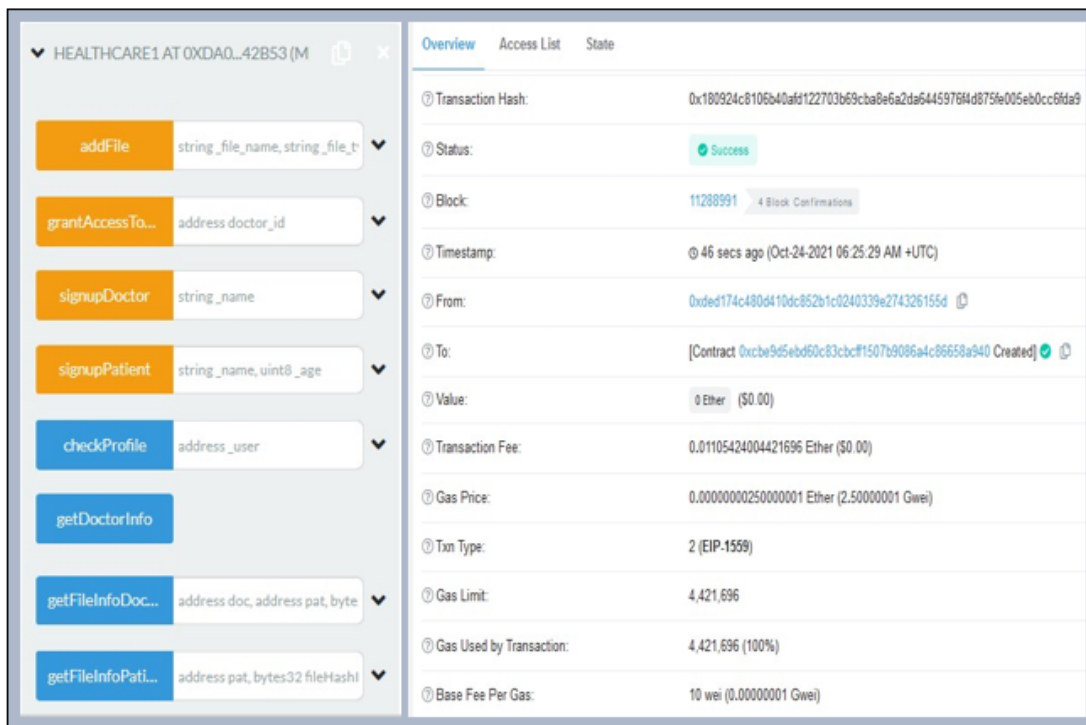 HEALTHCARE1 AT 0XDA0...42B53 (M
addFile string _file_name, string _file_t
grantAccessTo... address doctor_id
signupDoctor string _name
signupPatient string _name, uint8 _age
checkProfile address _user
getDoctorInfo
getFileInfoDoc... address doc, address pat, byte
getFileInfoPati... address pat, bytes32 fileHashI
Overview Access List State
Transaction Hash: 0x180924c8106b40afd122703b69cba8e6a2da6445976f4d875fe005eb0cc6fda9
Status: Success
Block: 11288991 4 Block Confirmations
Timestamp: 46 secs ago (Oct-24-2021 06:25:29 AM +UTC)
From: 0xded174c480d410dc852b1c0240339e274326155d
To: [Contract 0xcbe9d5ebd60c83cbcff1507b9086a4c86658a940 Created]
Value: 0 Ether ($0.00)
Transaction Fee: 0.01105424004421696 Ether ($0.00)
Gas Price: 0.00000000250000001 Ether (2.50000001 Gwei)
Txn Type: 2 (EIP-1559)
Gas Limit: 4,421,696
Gas Used by Transaction: 4,421,696 (100%)
Base Fee Per Gas: 10 wei (0.00000001 Gwei)